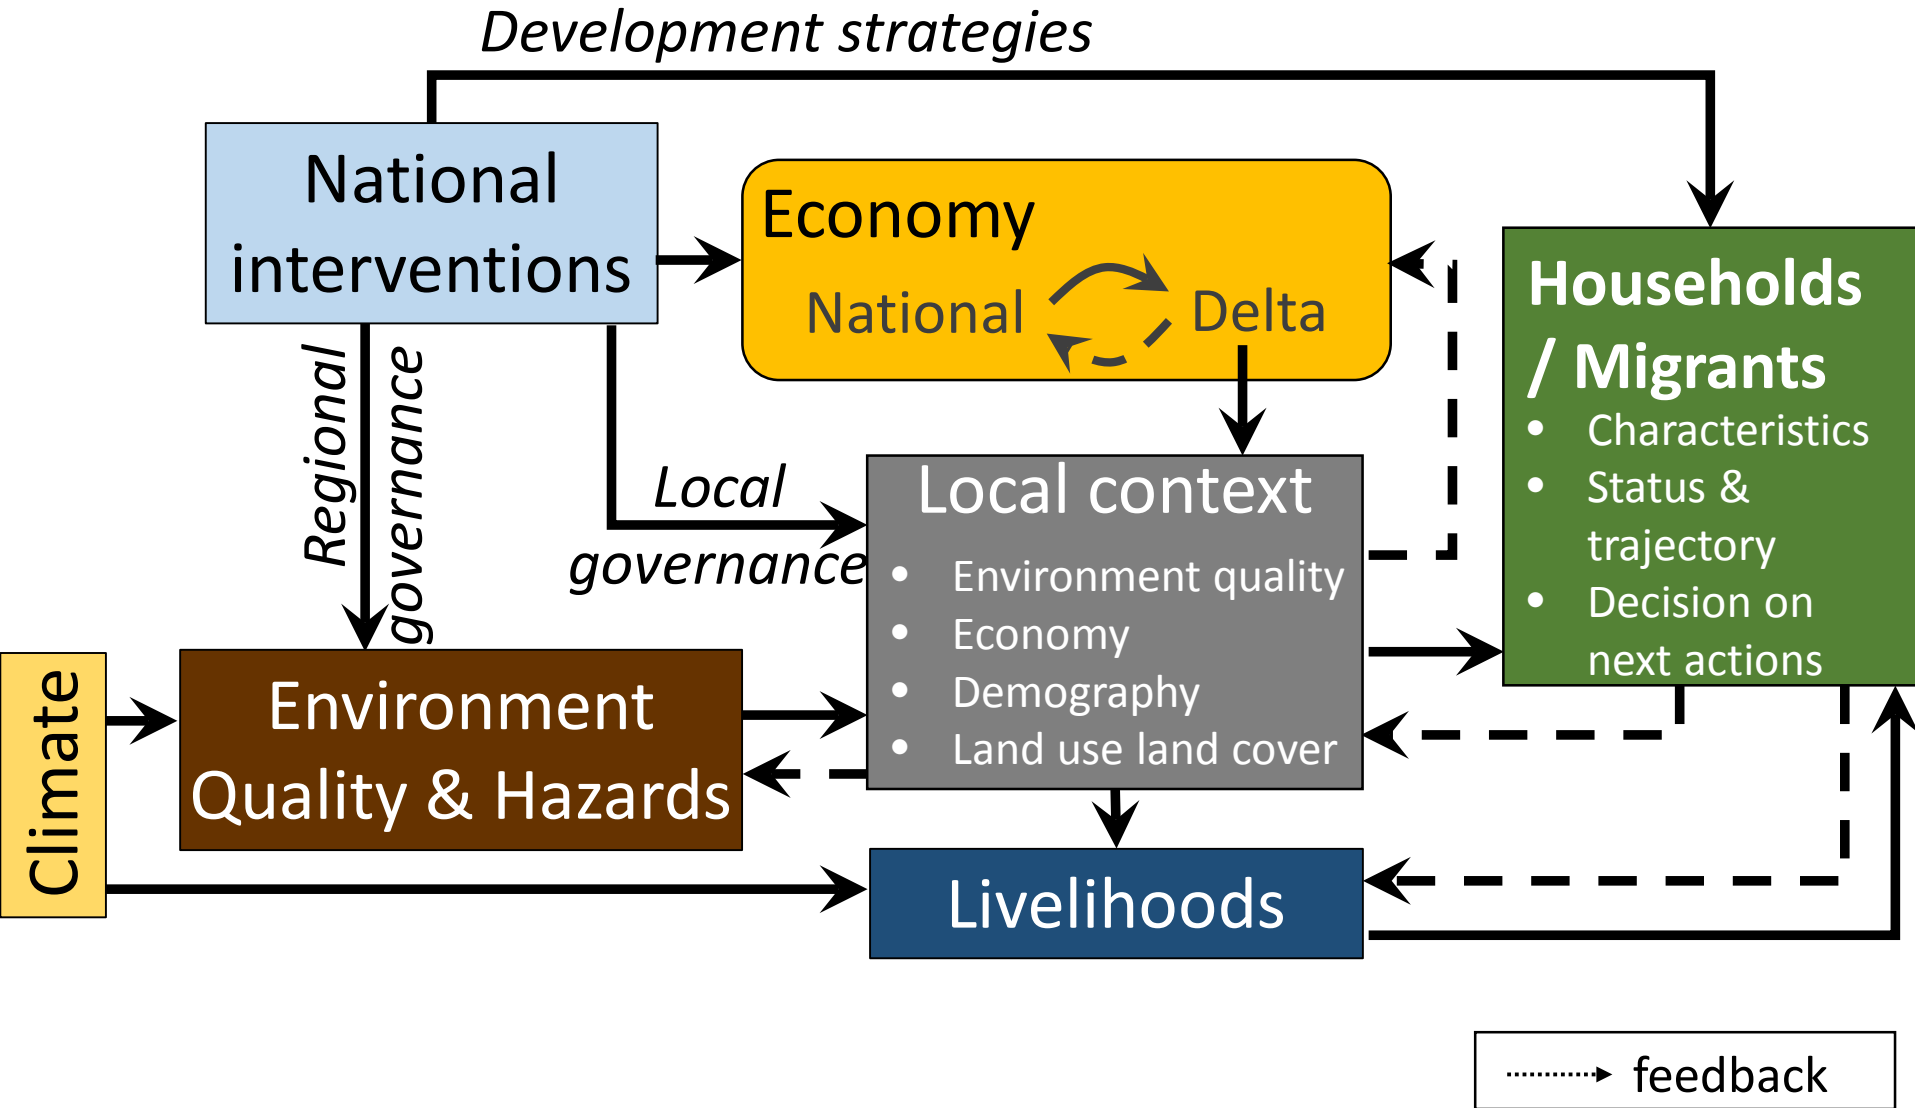 Development strategies
National
interventions
Economy
National
Delta
Households
/ Migrants
• Characteristics
• Status &
trajectory
• Decision on
next actions
Regional
governance
Local
governance
Local context
• Environment quality
• Economy
• Demography
• Land use land cover
Climate
Environment
Quality & Hazards
Livelihoods
feedback